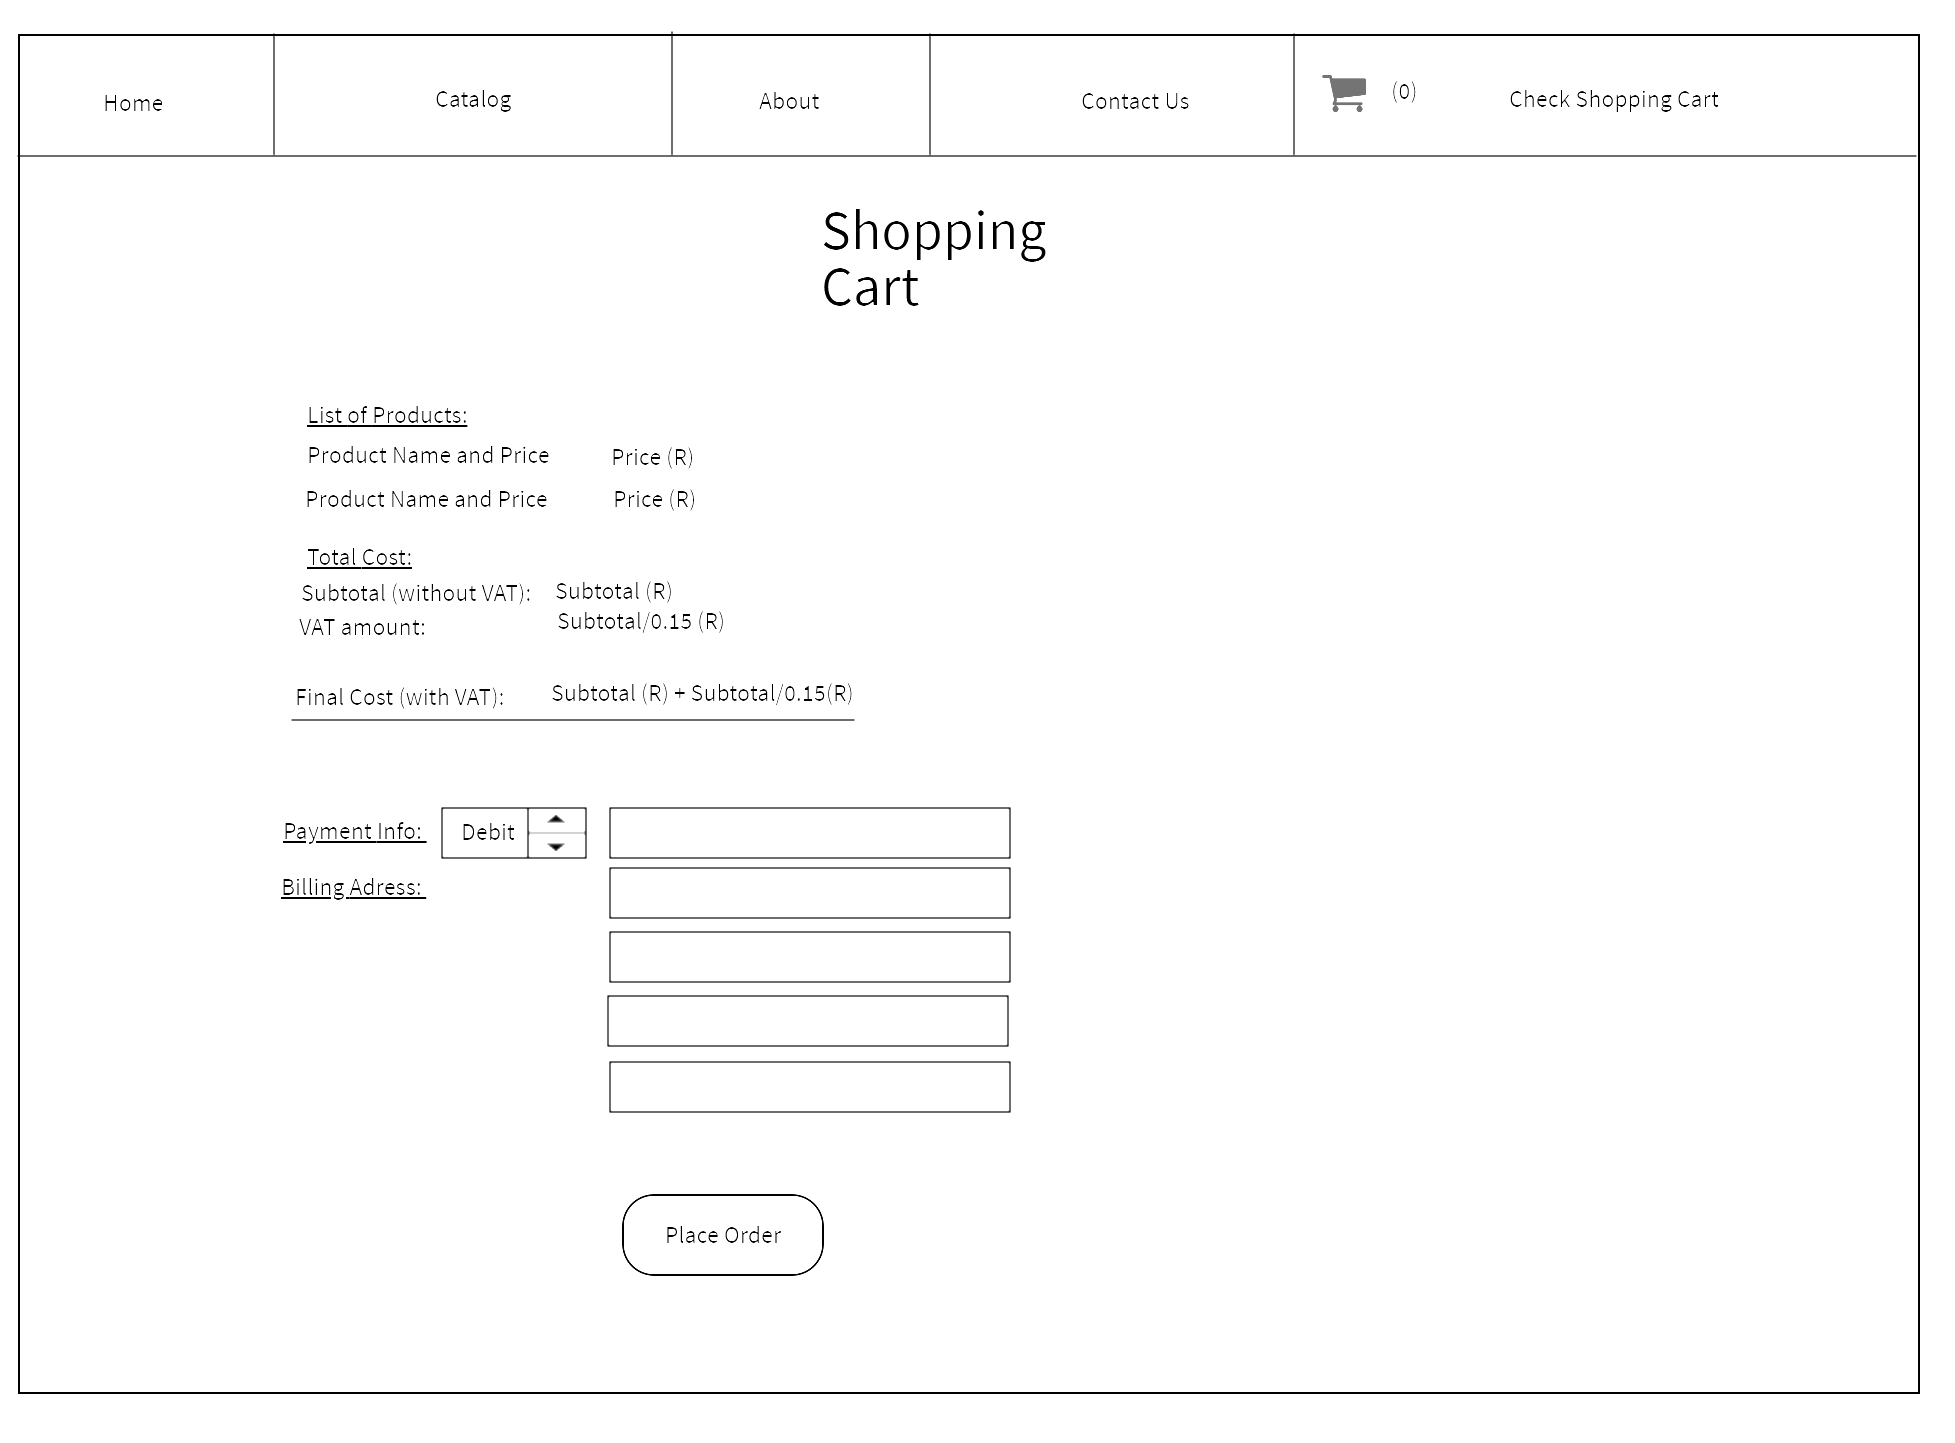 Home
Catalog
About
Contact Us
(0)
Check Shopping Cart
Shopping
Cart
List of Products:
Product Name and Price
Price (R)
Product Name and Price
Price (R)
Total Cost:
Subtotal (without VAT):
Subtotal (R)
VAT amount:
Subtotal/0.15 (R)
Final Cost (with VAT):
Subtotal (R) + Subtotal/0.15(R)
Payment Info:
Debit
Billing Adress:
Place Order